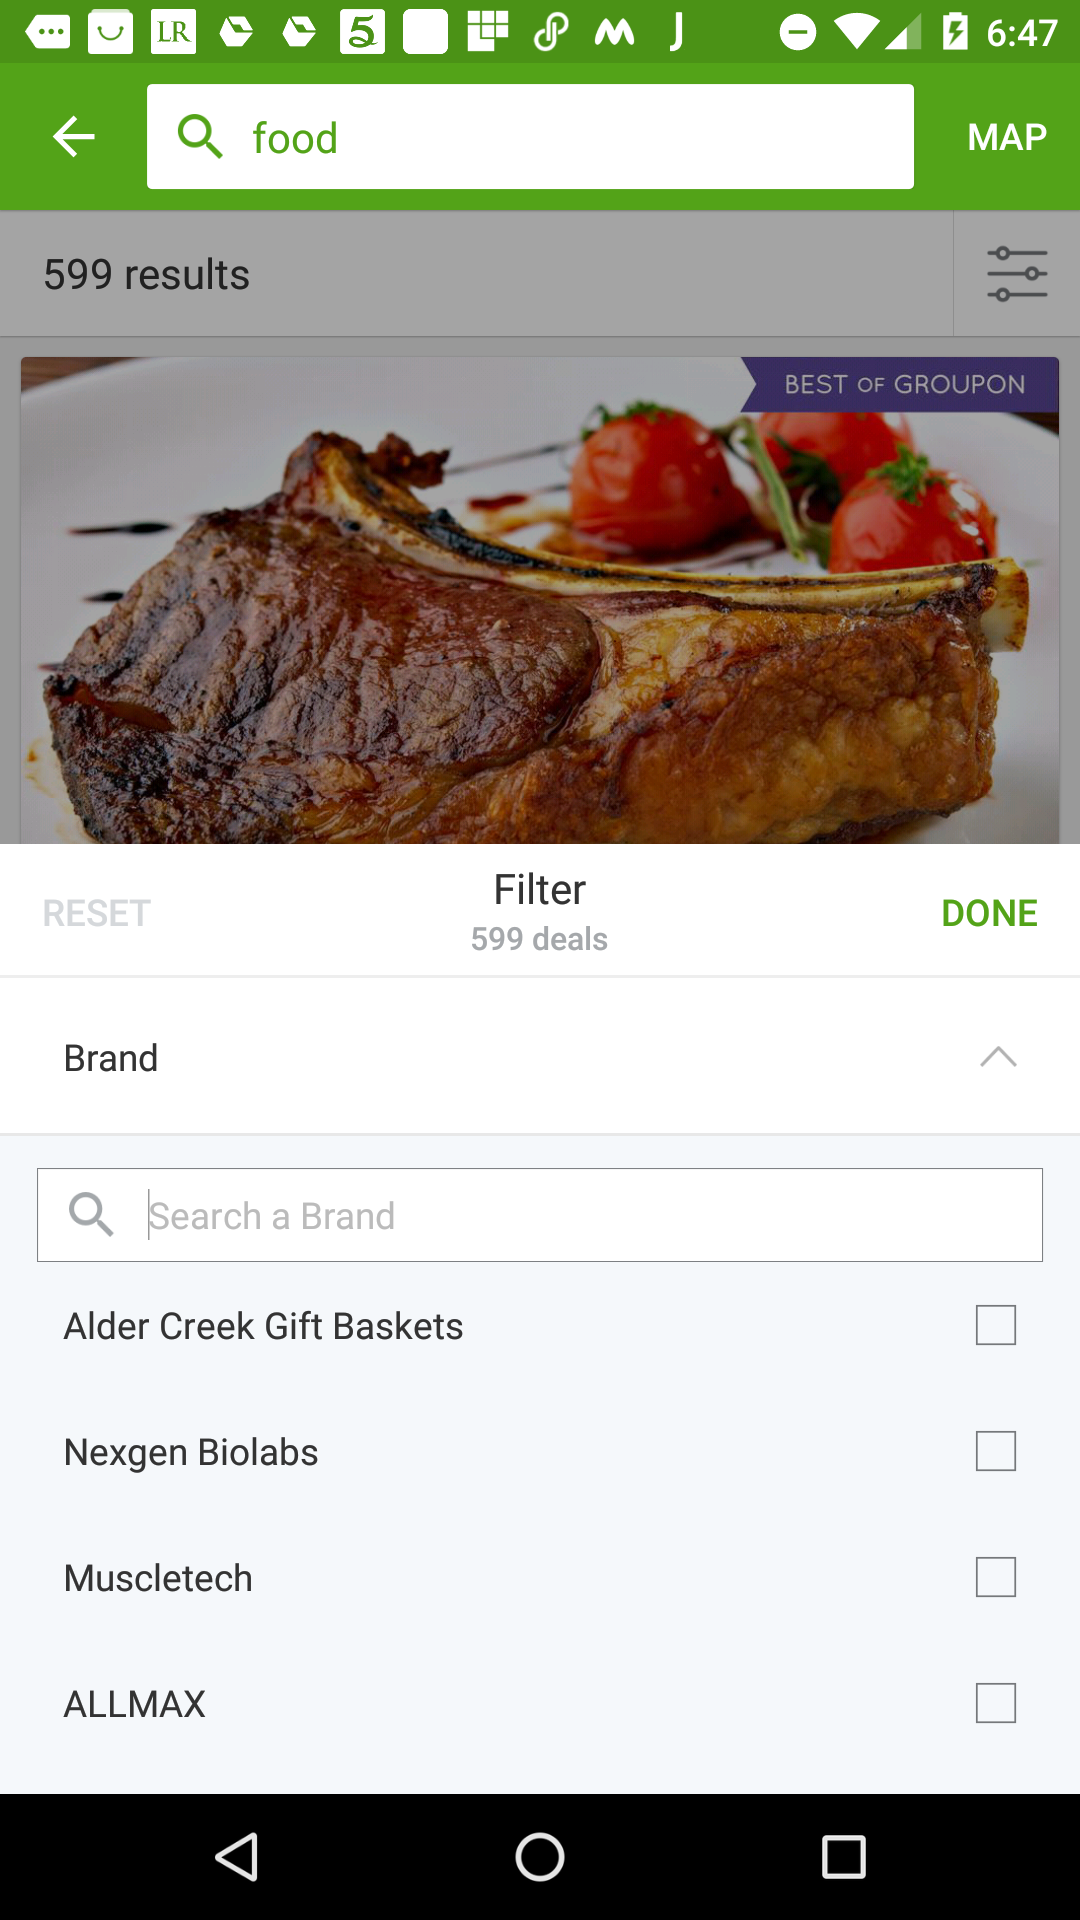 LR
5
J
6:47
food
MAP
599 results
BEST OF GROUPON
RESET
Filter
DONE
599 deals
Brand
Search a Brand
Alder Creek Gift Baskets
Nexgen Biolabs
Muscletech
ALLMAX